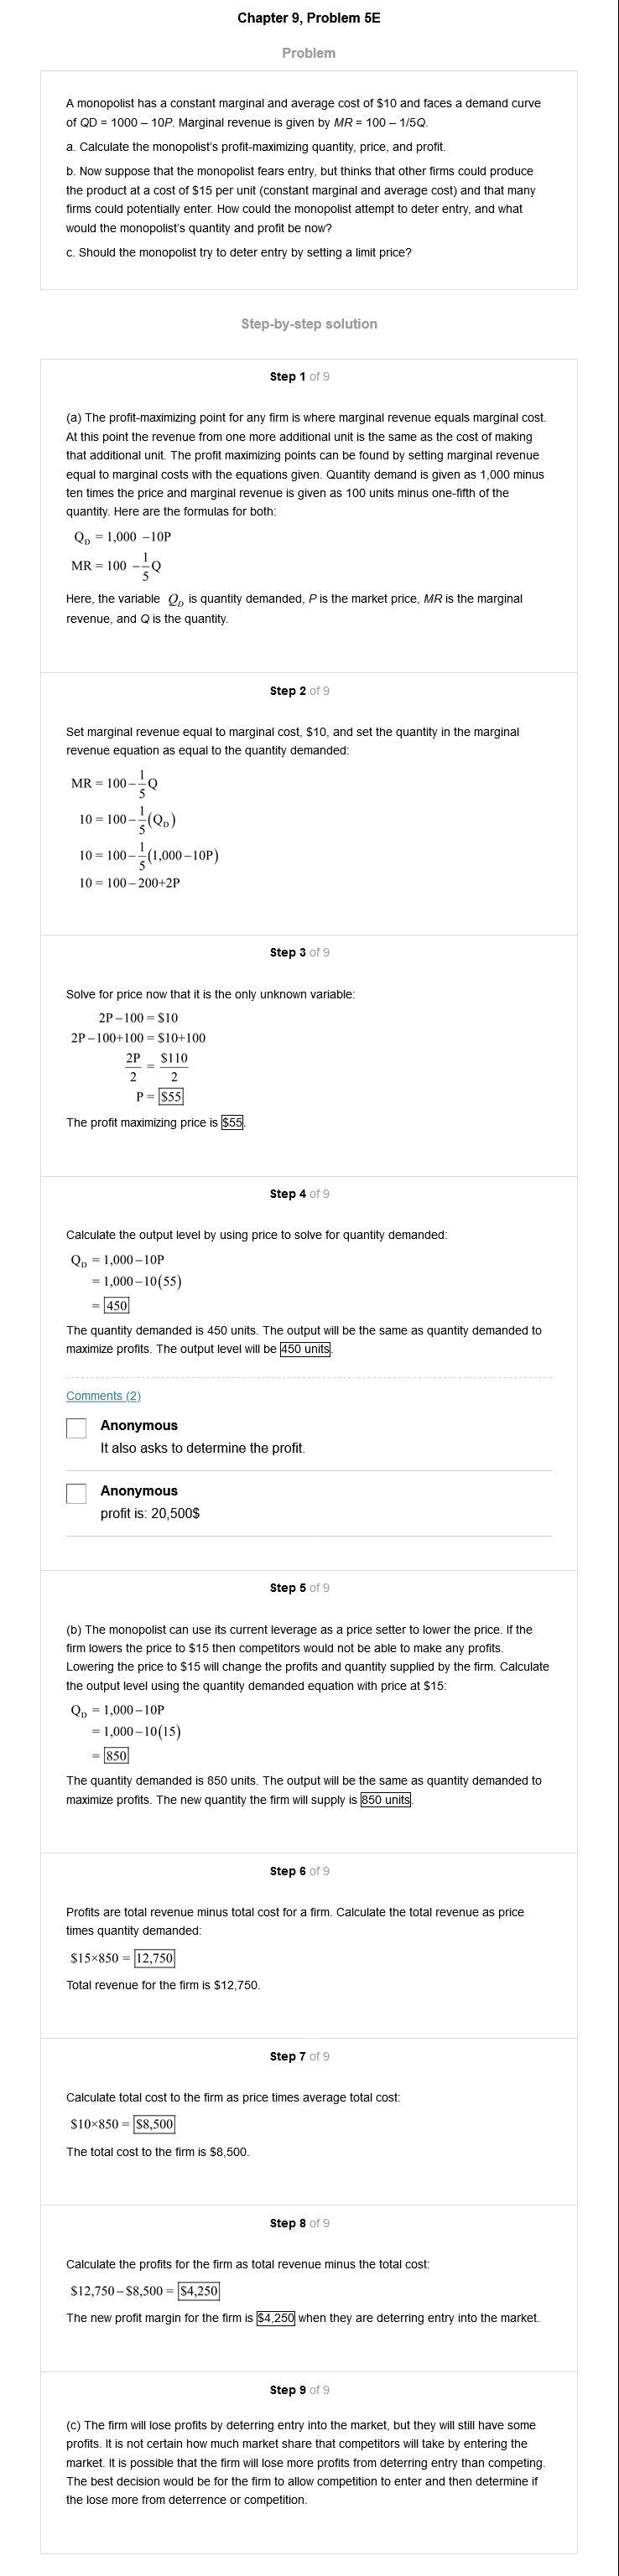 Chapter 9, Problem 5E
Problem
A monopolist has a constant marginal and average cost of $10 and faces a demand curve
of QD = 1000 – 10P. Marginal revenue is given by MR = 100 – 1/5Q.
a. Calculate the monopolist's profit-maximizing quantity, price, and profit.
b. Now suppose that the monopolist fears entry, but thinks that other firms could produce
the product at a cost of $15 per unit (constant marginal and average cost) and that many
firms could potentially enter. How could the monopolist attempt to deter entry, and what
would the monopolist's quantity and profit be now?
c. Should the monopolist try to deter entry by setting a limit price?
Step-by-step solution
Step 1 of 9
(a) The profit-maximizing point for any firm is where marginal revenue equals marginal cost.
At this point the revenue from one more additional unit is the same as the cost of making
that additional unit. The profit maximizing points can be found by setting marginal revenue
equal to marginal costs with the equations given. Quantity demand is given as 1,000 minus
ten times the price and marginal revenue is given as 100 units minus one-fifth of the
quantity. Here are the formulas for both:
Q_D = 1,000 –10P
MR = 100 – 1/5 Q
Here, the variable Q_D is quantity demanded, P is the market price, MR is the marginal
revenue, and Q is the quantity.
Step 2 of 9
Set marginal revenue equal to marginal cost, $10, and set the quantity in the marginal
revenue equation as equal to the quantity demanded:
MR = 100 – 1/5 Q
10 = 100 – 1/5 (Q_D)
10 = 100 – 1/5 (1,000 – 10P)
10 = 100 – 200+2P
Step 3 of 9
Solve for price now that it is the only unknown variable:
2P – 100 = $10
2P – 100+100 = $10+100
2P/2 = $110/2
P = $55
The profit maximizing price is $55.
Step 4 of 9
Calculate the output level by using price to solve for quantity demanded:
Q_D = 1,000 – 10P
= 1,000 – 10(55)
= 450
The quantity demanded is 450 units. The output will be the same as quantity demanded to
maximize profits. The output level will be 450 units.
Comments (2)
Anonymous
It also asks to determine the profit.
Anonymous
profit is: 20,500$
Step 5 of 9
(b) The monopolist can use its current leverage as a price setter to lower the price. If the
firm lowers the price to $15 then competitors would not be able to make any profits.
Lowering the price to $15 will change the profits and quantity supplied by the firm. Calculate
the output level using the quantity demanded equation with price at $15:
Q_D = 1,000 – 10P
= 1,000 – 10(15)
= 850
The quantity demanded is 850 units. The output will be the same as quantity demanded to
maximize profits. The new quantity the firm will supply is 850 units.
Step 6 of 9
Profits are total revenue minus total cost for a firm. Calculate the total revenue as price
times quantity demanded:
$15×850 = 12,750
Total revenue for the firm is $12,750.
Step 7 of 9
Calculate total cost to the firm as price times average total cost:
$10×850 = $8,500
The total cost to the firm is $8,500.
Step 8 of 9
Calculate the profits for the firm as total revenue minus the total cost:
$12,750 – $8,500 = $4,250
The new profit margin for the firm is $4,250 when they are deterring entry into the market.
Step 9 of 9
(c) The firm will lose profits by deterring entry into the market, but they will still have some
profits. It is not certain how much market share that competitors will take by entering the
market. It is possible that the firm will lose more profits from deterring entry than competing.
The best decision would be for the firm to allow competition to enter and then determine if
the lose more from deterrence or competition.